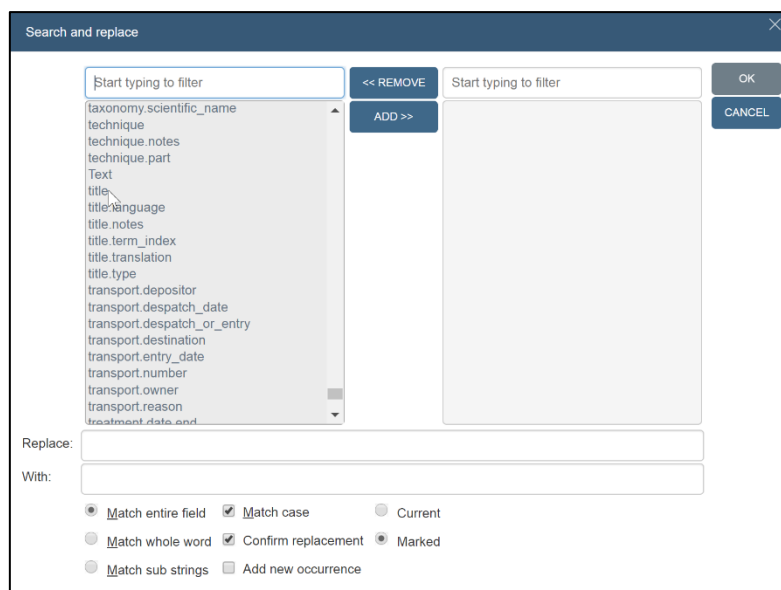 Search and replace
Start typing to filter
<< REMOVE
Start typing to filter
OK
ADD >>
CANCEL
taxonomy.scientific_name
technique
technique.notes
technique.part
Text
title
title.language
title.notes
title.term_index
title.translation
title.type
transport.depositor
transport.despatch_date
transport.despatch_or_entry
transport.destination
transport.entry_date
transport.number
transport.owner
transport.reason
treatment.date.end
Replace:
With:
Match entire field Match case Current
Match whole word Confirm replacement Marked
Match sub strings Add new occurrence